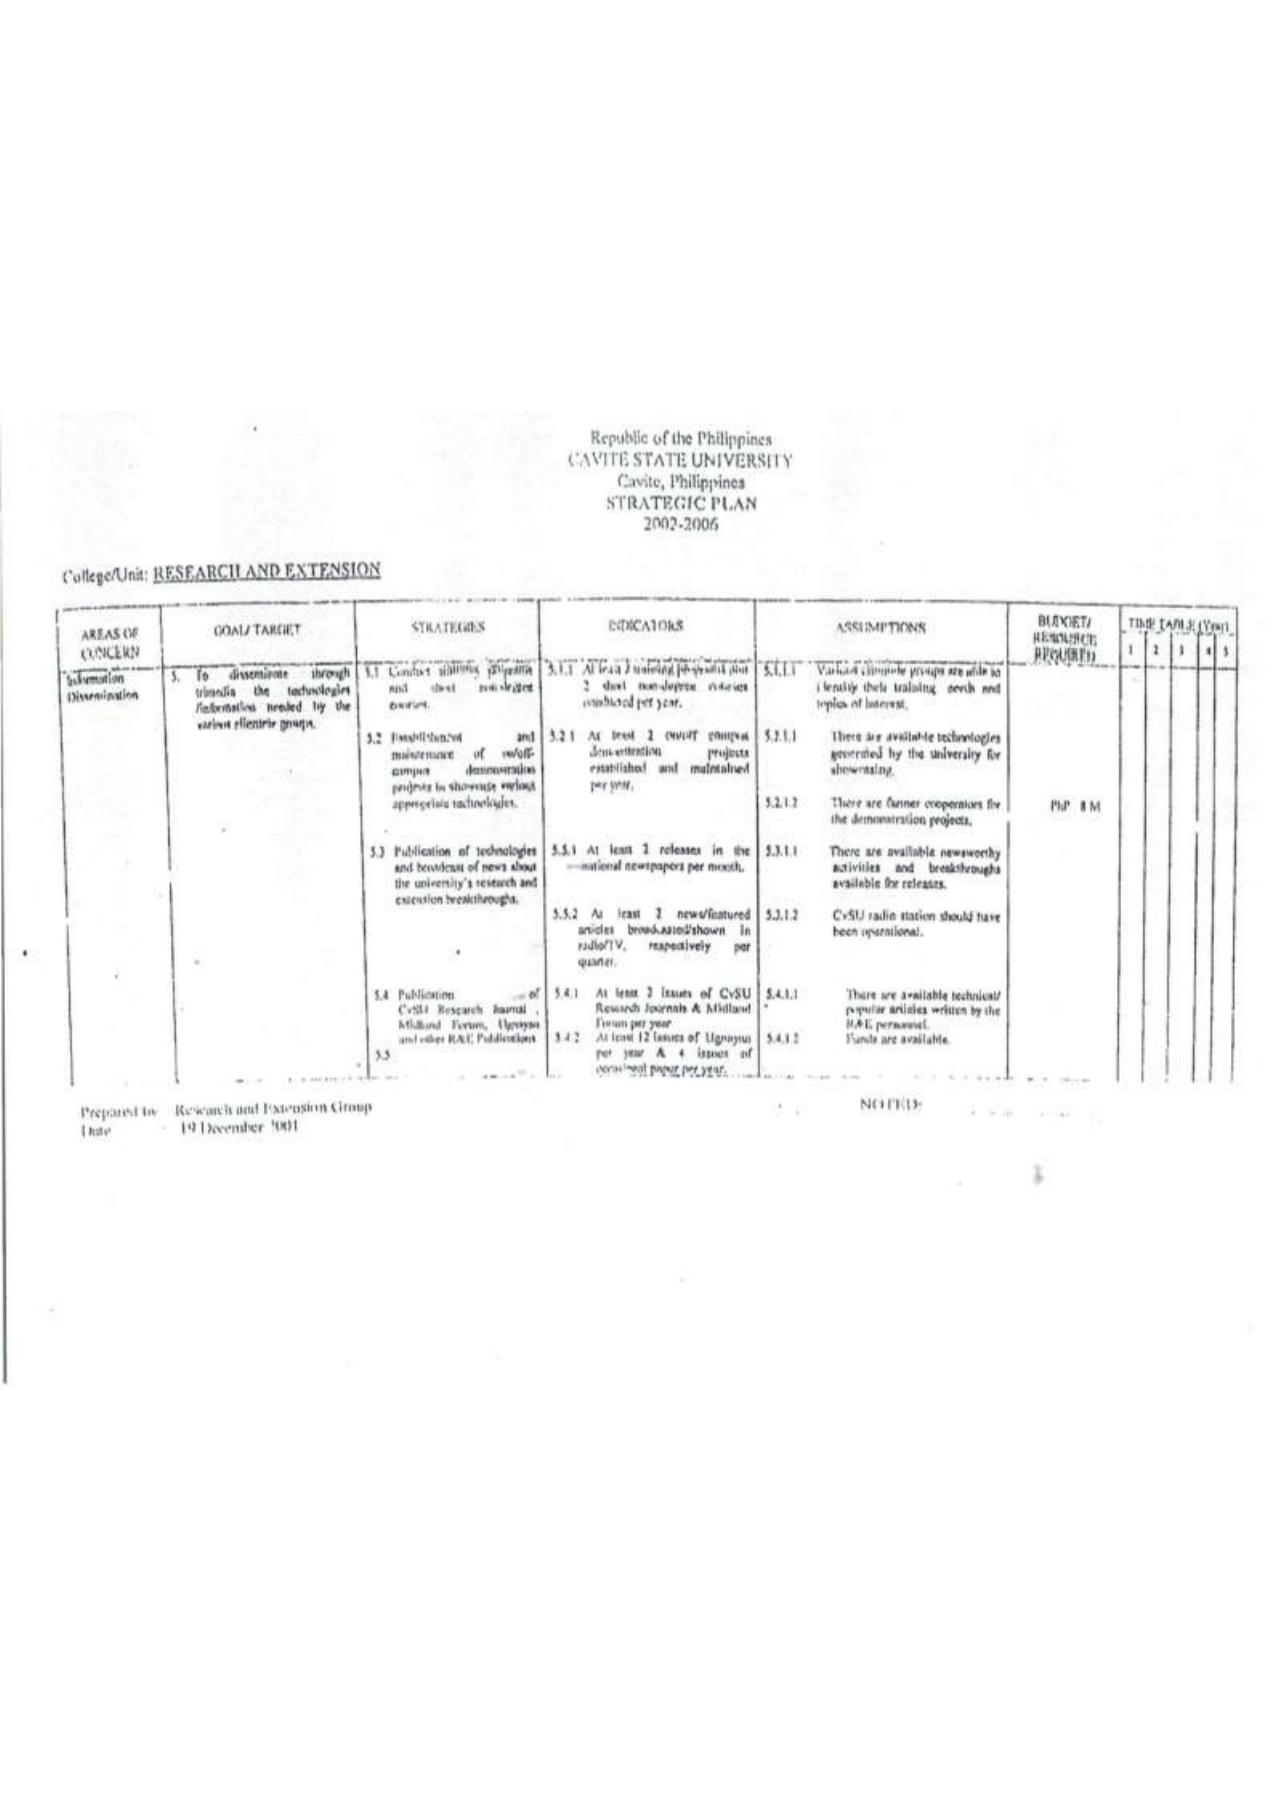 Republic of the Philippines
CAVITE STATE UNIVERSITY
Cavite, Philippines
STRATEGIC PLAN
2002-2006
College/Unit: RESEARCH AND EXTENSION
AREAS OF
CONCERN
GOAL/ TARGET
STRATEGIES
INDICATORS
ASSUMPTIONS
BUDGET/
RESOURCE
REQUIRED
TIME TABLE (Year)
1 2 3 4 5
Information
Dissemination
5. To disseminate through
trimedia the technologies
/information needed by the
various clientele groups.
5.1 Conduct training programs
and short non-degree
courses.
5.2 Establishment and
maintenance of on/off-
campus demonstration
projects to showcase various
appropriate technologies.
5.3 Publication of technologies
and broadcast of news about
the university's research and
extension breakthroughs.
5.4 Publication of
CvSU Research Journal ,
Midland Forum, Ugnayan
and other R&E Publications
5.5
5.1.1 At least training programs and
2 short non-degree courses
conducted per year.
5.2.1 At least 2 on/off campus
demonstration projects
established and maintained
per year.
5.5.1 At least 2 releases in the
national newspapers per month.
5.5.2 At least 2 news/featured
articles broadcasted/shown in
radio/TV, respectively per
quarter.
5.4.1 At least 2 issues of CvSU
Research Journals & Midland
Forum per year
5.4.2 At least 12 issues of Ugnayan
per year & 4 issues of
occasional paper per year.
5.1.1.1 Various clientele groups are able to
identify their training needs and
topics of interest.
5.2.1.1 There are available technologies
generated by the university for
showcasing.
5.2.1.2 There are farmer cooperators for
the demonstration projects.
5.3.1.1 There are available newsworthy
activities and breakthroughs
available for releases.
5.3.1.2 CvSU radio station should have
been operational.
5.4.1.1 There are available technical/
popular articles written by the
R&E personnel.
5.4.1.2 Funds are available.
PhP 8 M
Prepared by Research and Extension Group
Date : 19 December 2001
NOTED: